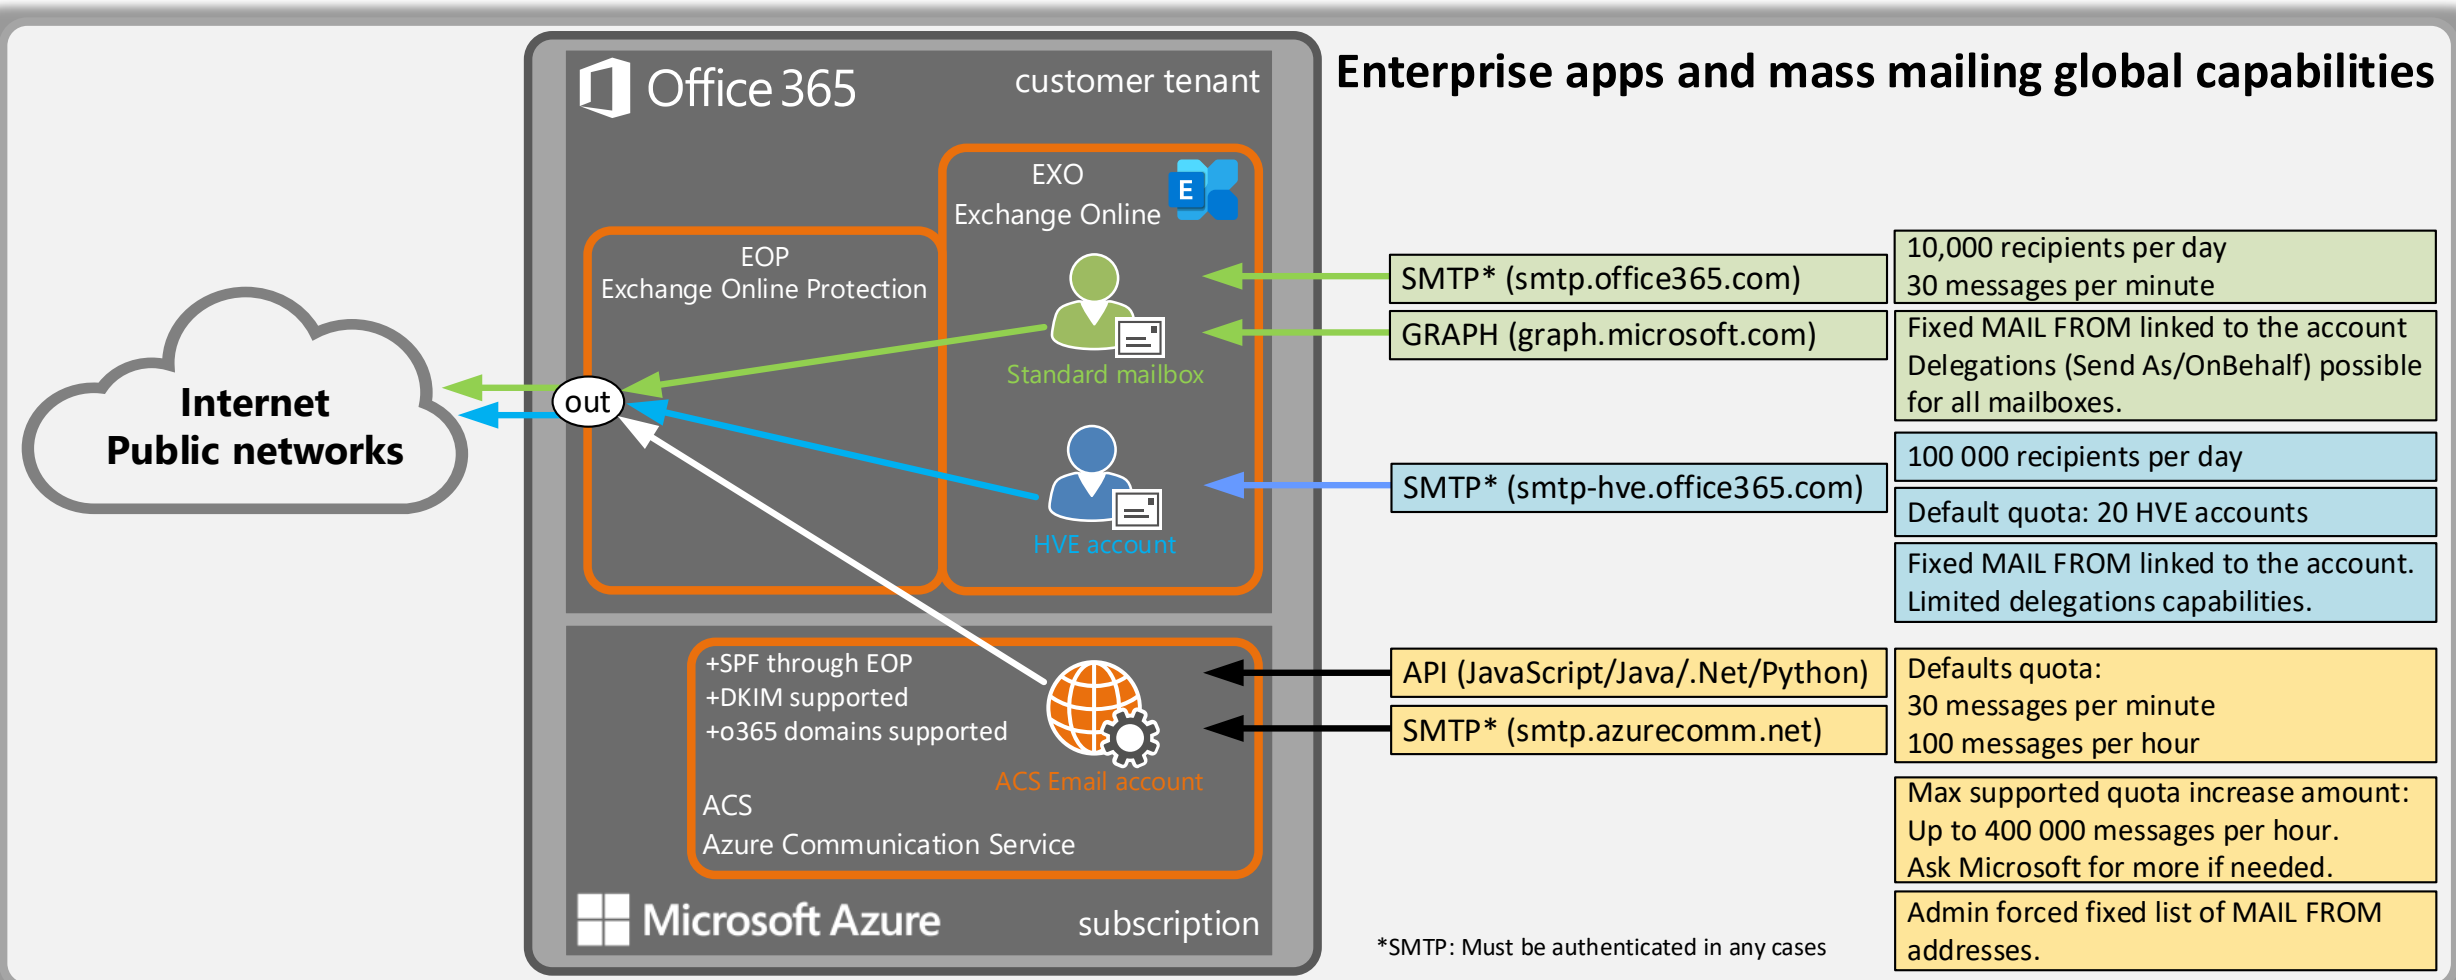 Enterprise apps and mass mailing global capabilities
Office 365
customer tenant
EXO
Exchange Online
E
EOP
Exchange Online Protection
Standard mailbox
HVE account
out
Internet
Public networks
SMTP* (smtp.office365.com)
GRAPH (graph.microsoft.com)
10,000 recipients per day
30 messages per minute
Fixed MAIL FROM linked to the account
Delegations (Send As/OnBehalf) possible
for all mailboxes.
SMTP* (smtp-hve.office365.com)
100 000 recipients per day
Default quota: 20 HVE accounts
Fixed MAIL FROM linked to the account.
Limited delegations capabilities.
+SPF through EOP
+DKIM supported
+o365 domains supported
ACS Email account
ACS
Azure Communication Service
Microsoft Azure
subscription
API (JavaScript/Java/.Net/Python)
SMTP* (smtp.azurecomm.net)
Defaults quota:
30 messages per minute
100 messages per hour
Max supported quota increase amount:
Up to 400 000 messages per hour.
Ask Microsoft for more if needed.
Admin forced fixed list of MAIL FROM
addresses.
*SMTP: Must be authenticated in any cases